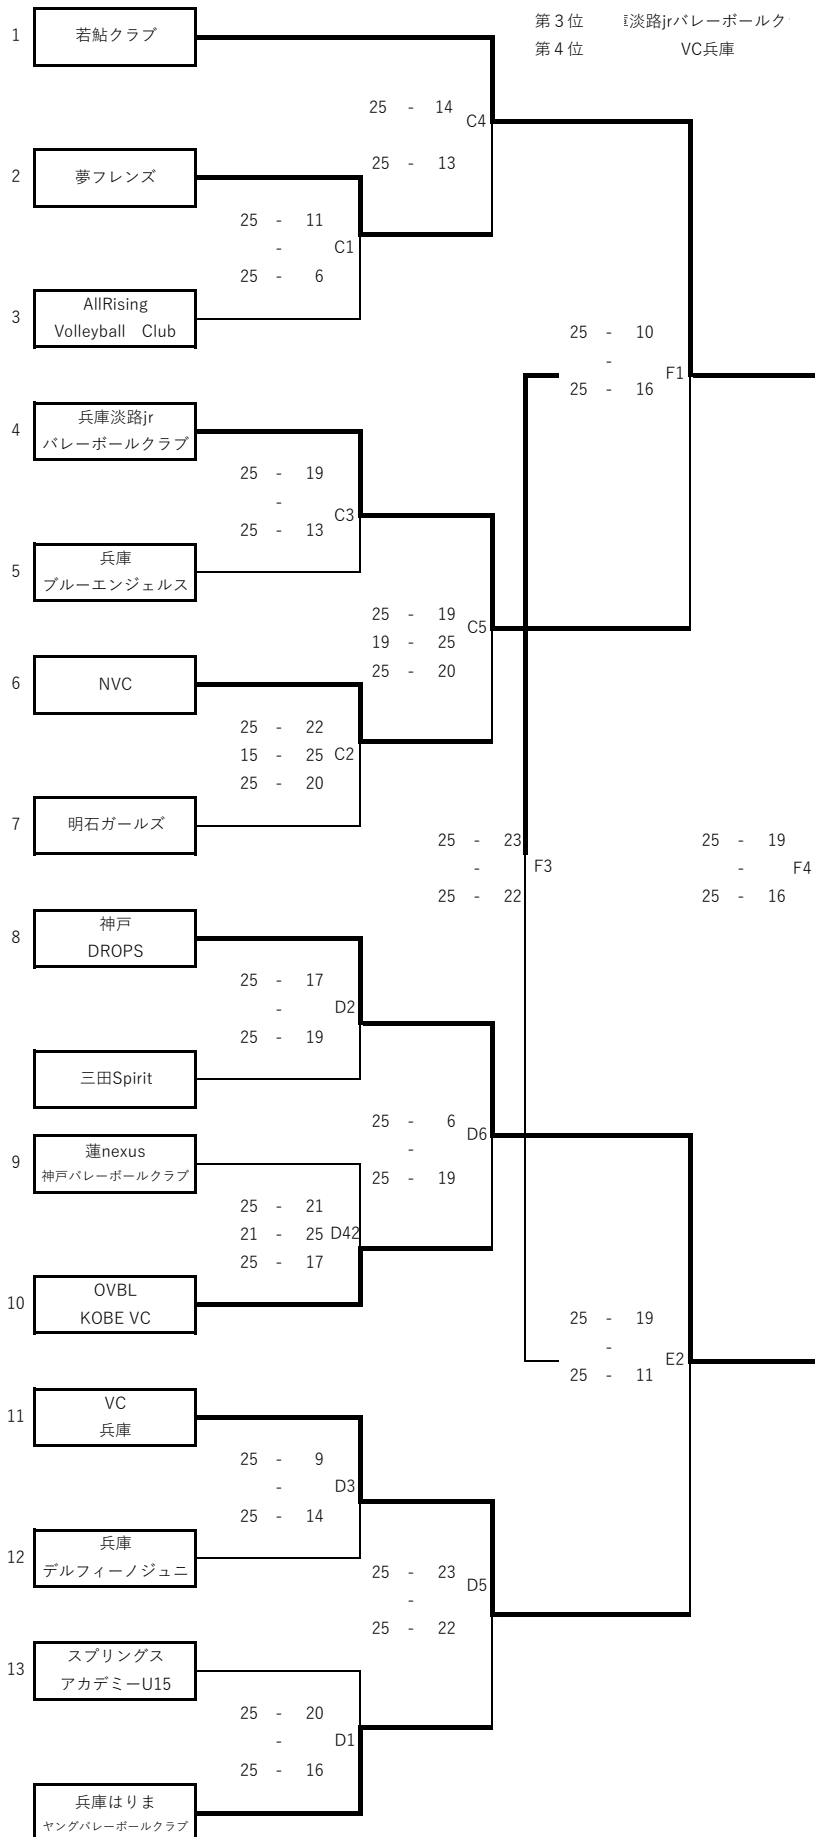 第３位 淡路jrバレーボールク
第４位 VC兵庫
1 若鮎クラブ
25 - 14
C4
25 - 13
2 夢フレンズ
25 - 11
- C1
25 - 6
3 AllRising
Volleyball Club
25 - 10
-
F1
25 - 16
4 兵庫淡路jr
バレーボールクラブ
25 - 19
-
C3
25 - 13
5 兵庫
ブルーエンジェルス
25 - 19
C5
19 - 25
25 - 20
6 NVC
25 - 22
15 - 25 C2
25 - 20
7 明石ガールズ
25 - 23
- F3
25 - 22
25 - 19
- F4
25 - 16
8 神戸
DROPS
25 - 17
- D2
25 - 19
三田Spirit
25 - 6
D6
-
25 - 19
9 蓮nexus
神戸バレーボールクラブ
25 - 21
21 - 25 D42
25 - 17
10 OVBL
KOBE VC
25 - 19
-
E2
25 - 11
11 VC
兵庫
25 - 9
- D3
25 - 14
12 兵庫
デルフィーノジュニ
25 - 23
D5
-
25 - 22
13 スプリングス
アカデミーU15
25 - 20
- D1
25 - 16
兵庫はりま
ヤングバレーボールクラブ